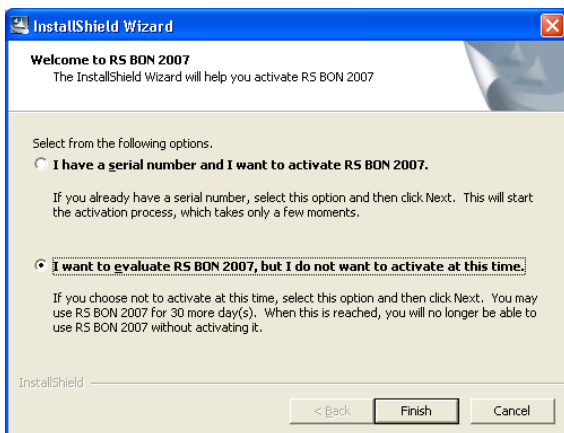 InstallShield Wizard
Welcome to RS BON 2007
The InstallShield Wizard will help you activate RS BON 2007
Select from the following options.
I have a serial number and I want to activate RS BON 2007.
If you already have a serial number, select this option and then click Next. This will start
the activation process, which takes only a few moments.
I want to evaluate RS BON 2007, but I do not want to activate at this time.
If you choose not to activate at this time, select this option and then click Next. You may
use RS BON 2007 for 30 more day(s). When this is reached, you will no longer be able to
use RS BON 2007 without activating it.
InstallShield
< Back Finish Cancel